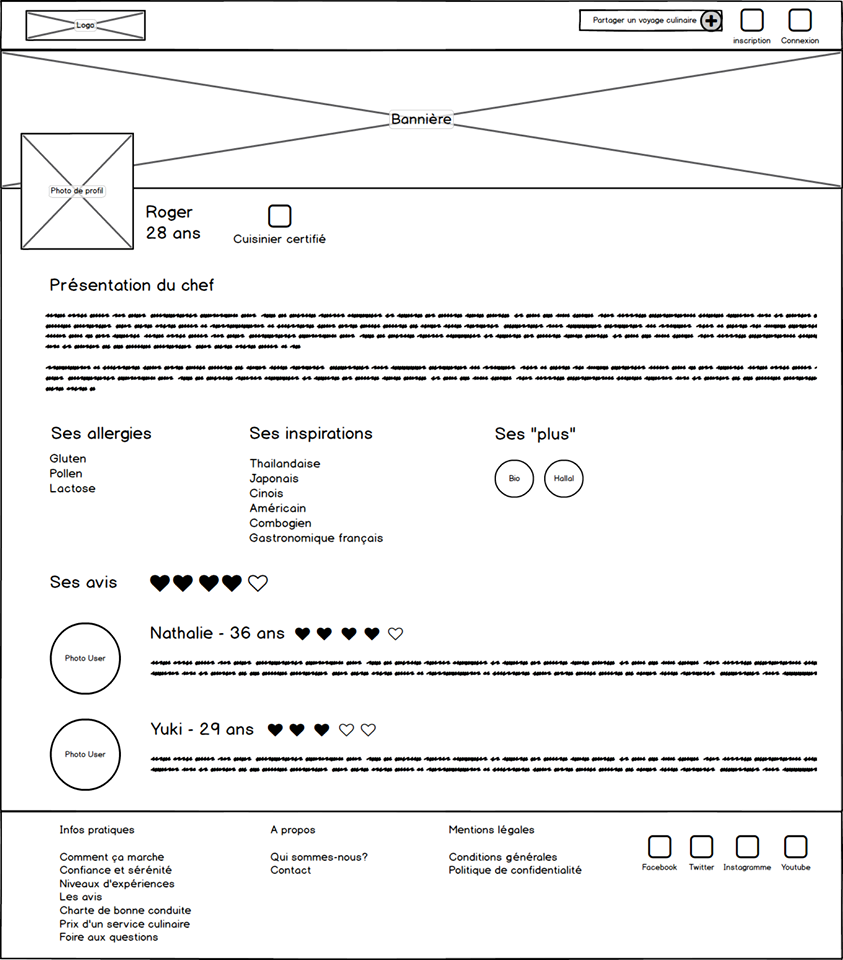 Logo
Partager un voyage culinaire
inscription
Connexion
Bannière
Photo de profil
Roger
28 ans
Cuisinier certifié
Présentation du chef
Ses allergies
Gluten
Pollen
Lactose
Ses inspirations
Thailandaise
Japonais
Cinois
Américain
Combogien
Gastronomique français
Ses "plus"
Bio
Hallal
Ses avis
Photo User
Nathalie - 36 ans
Photo User
Yuki - 29 ans
Infos pratiques
Comment ça marche
Confiance et sérénité
Niveaux d'expériences
Les avis
Charte de bonne conduite
Prix d'un service culinaire
Foire aux questions
A propos
Qui sommes-nous?
Contact
Mentions légales
Conditions générales
Politique de confidentialité
Facebook
Twitter
Instagramme
Youtube